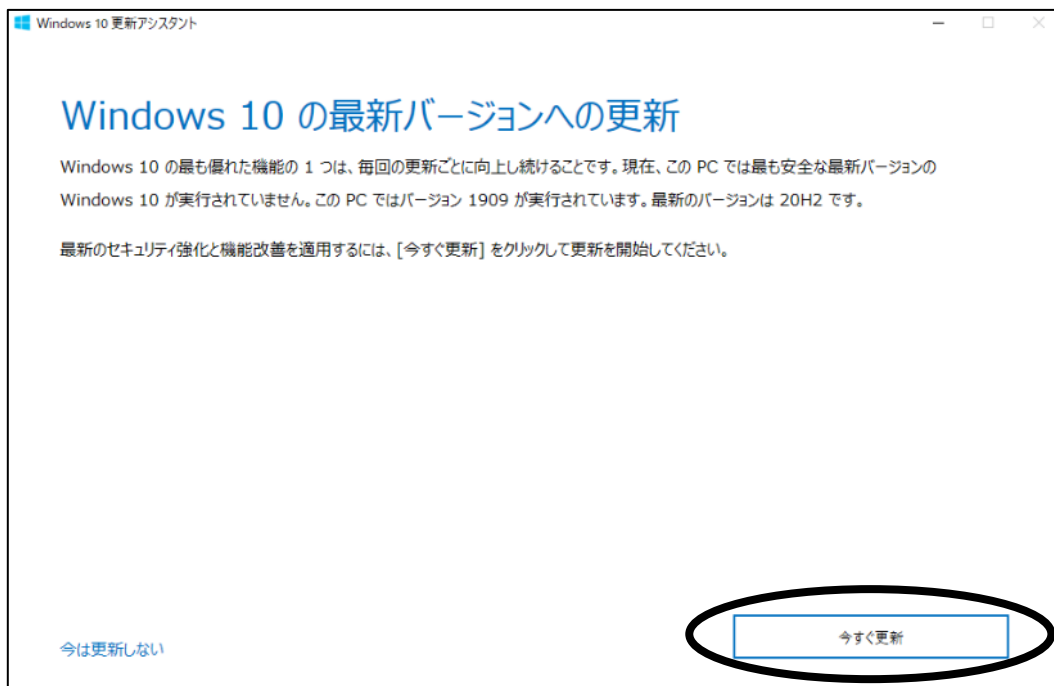 Windows 10 更新アシスタント
Windows 10 の最新バージョンへの更新
Windows 10 の最も優れた機能の 1 つは、毎回の更新ごとに向上し続けることです。現在、この PC では最も安全な最新バージョンの
Windows 10 が実行されていません。この PC ではバージョン 1909 が実行されています。最新のバージョンは 20H2 です。
最新のセキュリティ強化と機能改善を適用するには、[今すぐ更新] をクリックして更新を開始してください。
今は更新しない
今すぐ更新